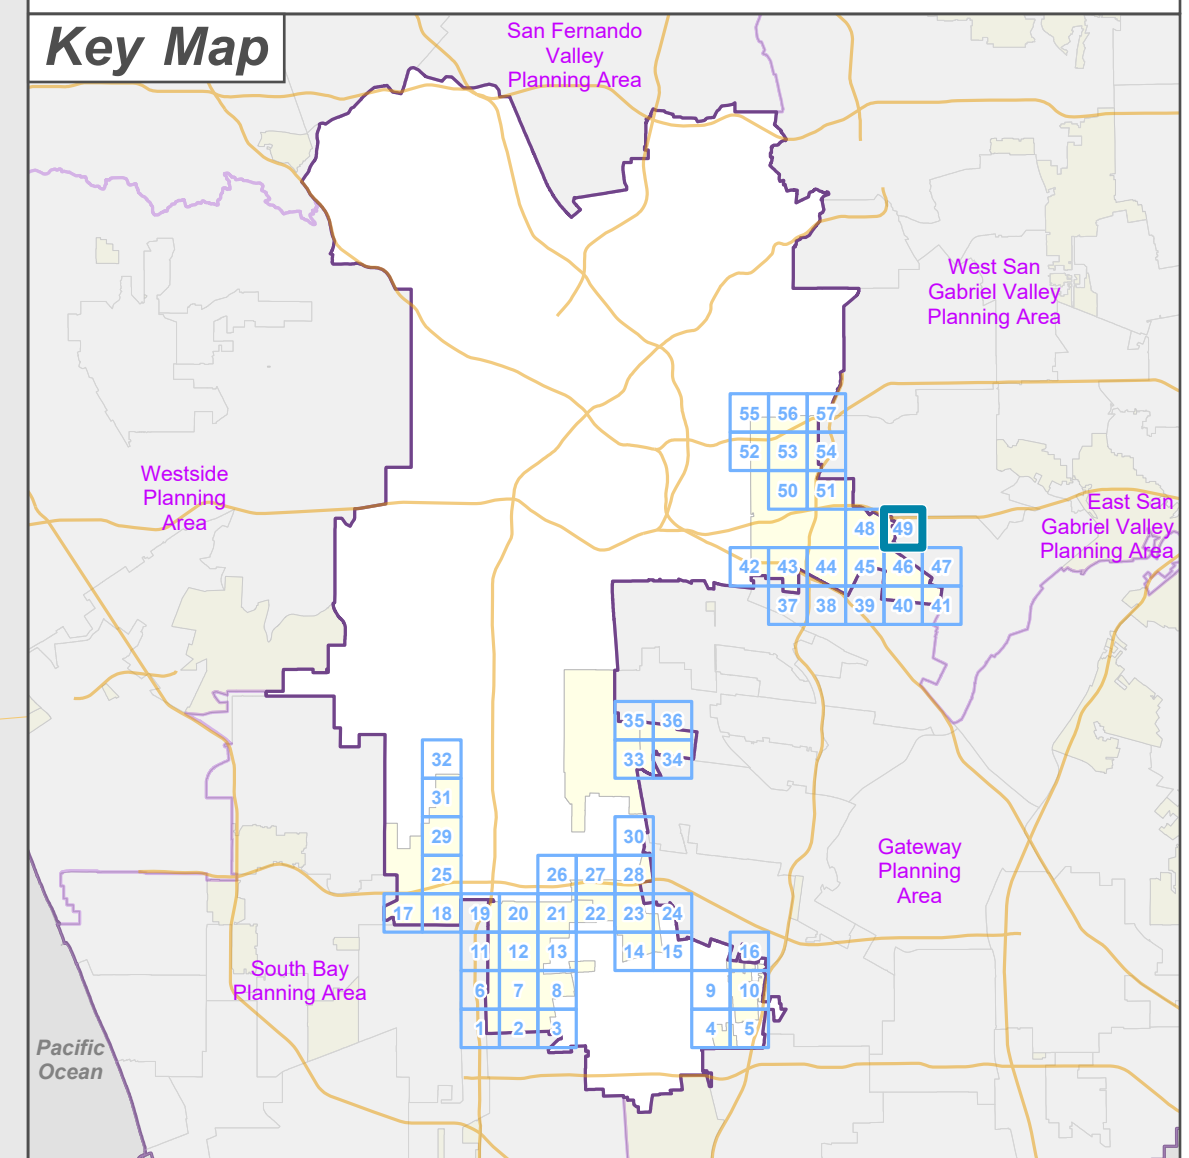 Key Map
San Fernando
Valley
Planning Area
West San
Gabriel Valley
Planning Area
55 56 57
Westside
Planning
Area
52 53 54
50 51
East San
Gabriel Valley
Planning Area
48 49
42 43 44 45 46 47
37 38 39 40 41
35 36
33 34
32
31
29
30
Gateway
Planning
Area
25 26 27 28
17 18 19 20 21 22 23 24
11 12 13 14 15 16
South Bay
Planning Area
6 7 8 9 10
1 2 3 4 5
Pacific
Ocean